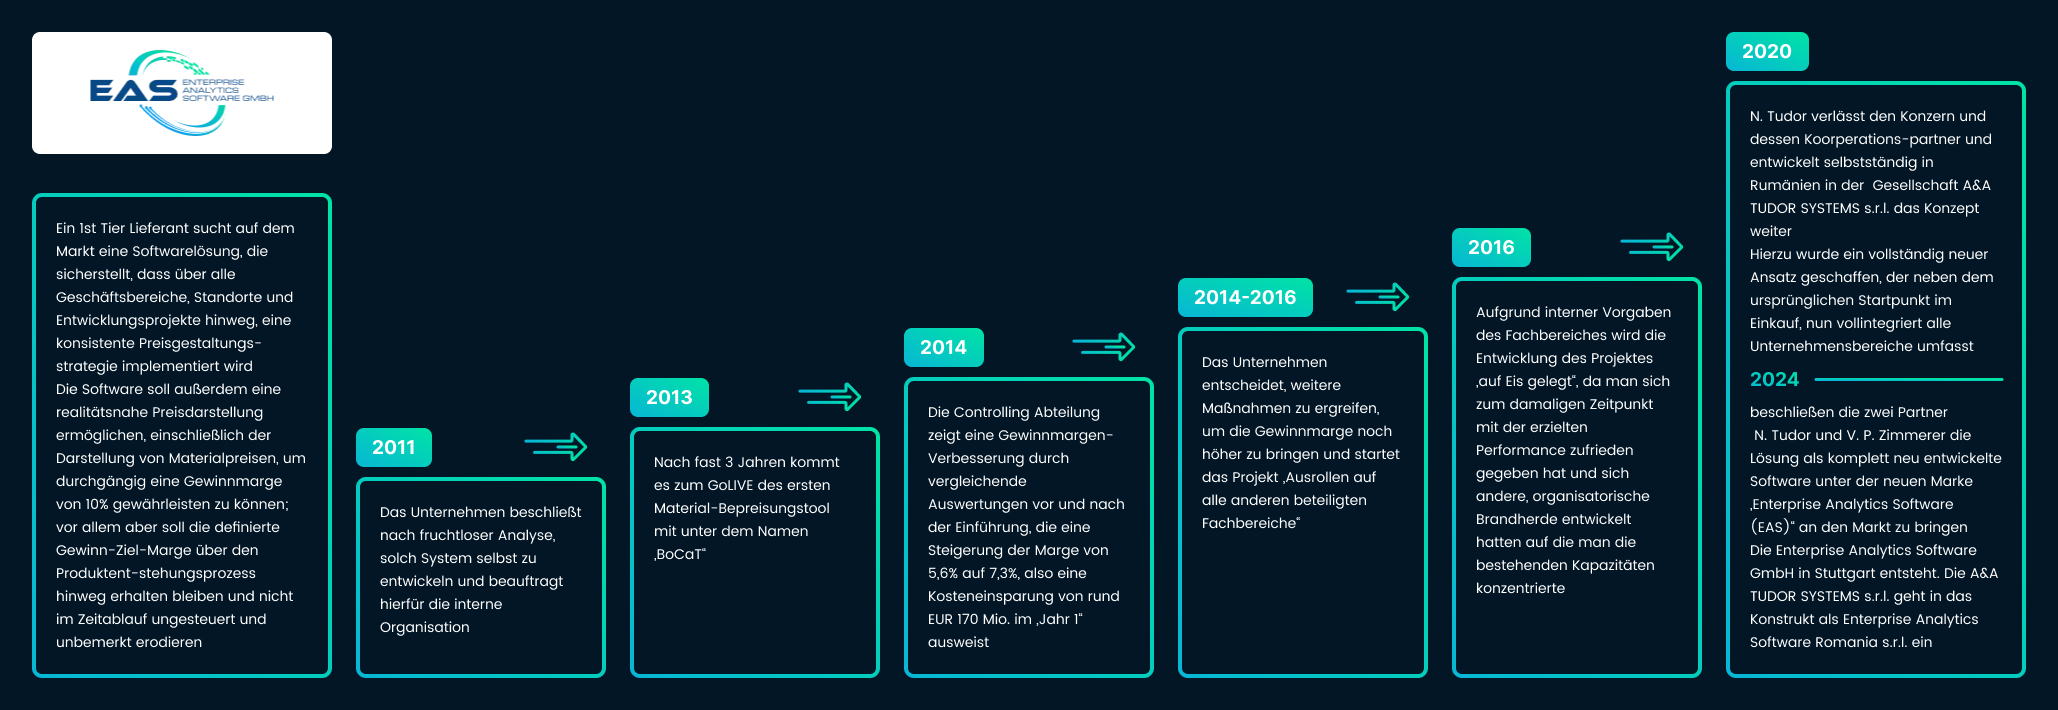 EAS
ENTERPRISE
ANALYTICS
SOFTWARE GMBH
Ein 1st Tier Lieferant sucht auf dem
Markt eine Softwarelösung, die
sicherstellt, dass über alle
Geschäftsbereiche, Standorte und
Entwicklungsprojekte hinweg, eine
konsistente Preisgestaltungs-
strategie implementiert wird
Die Software soll außerdem eine
realitätsnahe Preisdarstellung
ermöglichen, einschließlich der
Darstellung von Materialpreisen, um
durchgängig eine Gewinnmarge
von 10% gewährleisten zu können;
vor allem aber soll die definierte
Gewinn-Ziel-Marge über den
Produktent-stehungsprozess
hinweg erhalten bleiben und nicht
im Zeitablauf ungesteuert und
unbemerkt erodieren
2011
Das Unternehmen beschließt
nach fruchtloser Analyse,
solch System selbst zu
entwickeln und beauftragt
hierfür die interne
Organisation
2013
Nach fast 3 Jahren kommt
es zum GoLIVE des ersten
Material-Bepreisungstool
mit unter dem Namen
„BoCaT“
2014
Die Controlling Abteilung
zeigt eine Gewinnmargen-
Verbesserung durch
vergleichende
Auswertungen vor und nach
der Einführung, die eine
Steigerung der Marge von
5,6% auf 7,3%, also eine
Kosteneinsparung von rund
EUR 170 Mio. im „Jahr 1“
ausweist
2014-2016
Das Unternehmen
entscheidet, weitere
Maßnahmen zu ergreifen,
um die Gewinnmarge noch
höher zu bringen und startet
das Projekt „Ausrollen auf
alle anderen beteiligten
Fachbereiche“
2016
Aufgrund interner Vorgaben
des Fachbereiches wird die
Entwicklung des Projektes
„auf Eis gelegt“, da man sich
zum damaligen Zeitpunkt
mit der erzielten
Performance zufrieden
gegeben hat und sich
andere, organisatorische
Brandherde entwickelt
hatten auf die man die
bestehenden Kapazitäten
konzentrierte
2020
N. Tudor verlässt den Konzern und
dessen Koorperations-partner und
entwickelt selbstständig in
Rumänien in der Gesellschaft A&A
TUDOR SYSTEMS s.r.l. das Konzept
weiter
Hierzu wurde ein vollständig neuer
Ansatz geschaffen, der neben dem
ursprünglichen Startpunkt im
Einkauf, nun vollintegriert alle
Unternehmensbereiche umfasst
2024
beschließen die zwei Partner
N. Tudor und V. P. Zimmerer die
Lösung als komplett neu entwickelte
Software unter der neuen Marke
„Enterprise Analytics Software
(EAS)“ an den Markt zu bringen
Die Enterprise Analytics Software
GmbH in Stuttgart entsteht. Die A&A
TUDOR SYSTEMS s.r.l. geht in das
Konstrukt als Enterprise Analytics
Software Romania s.r.l. ein